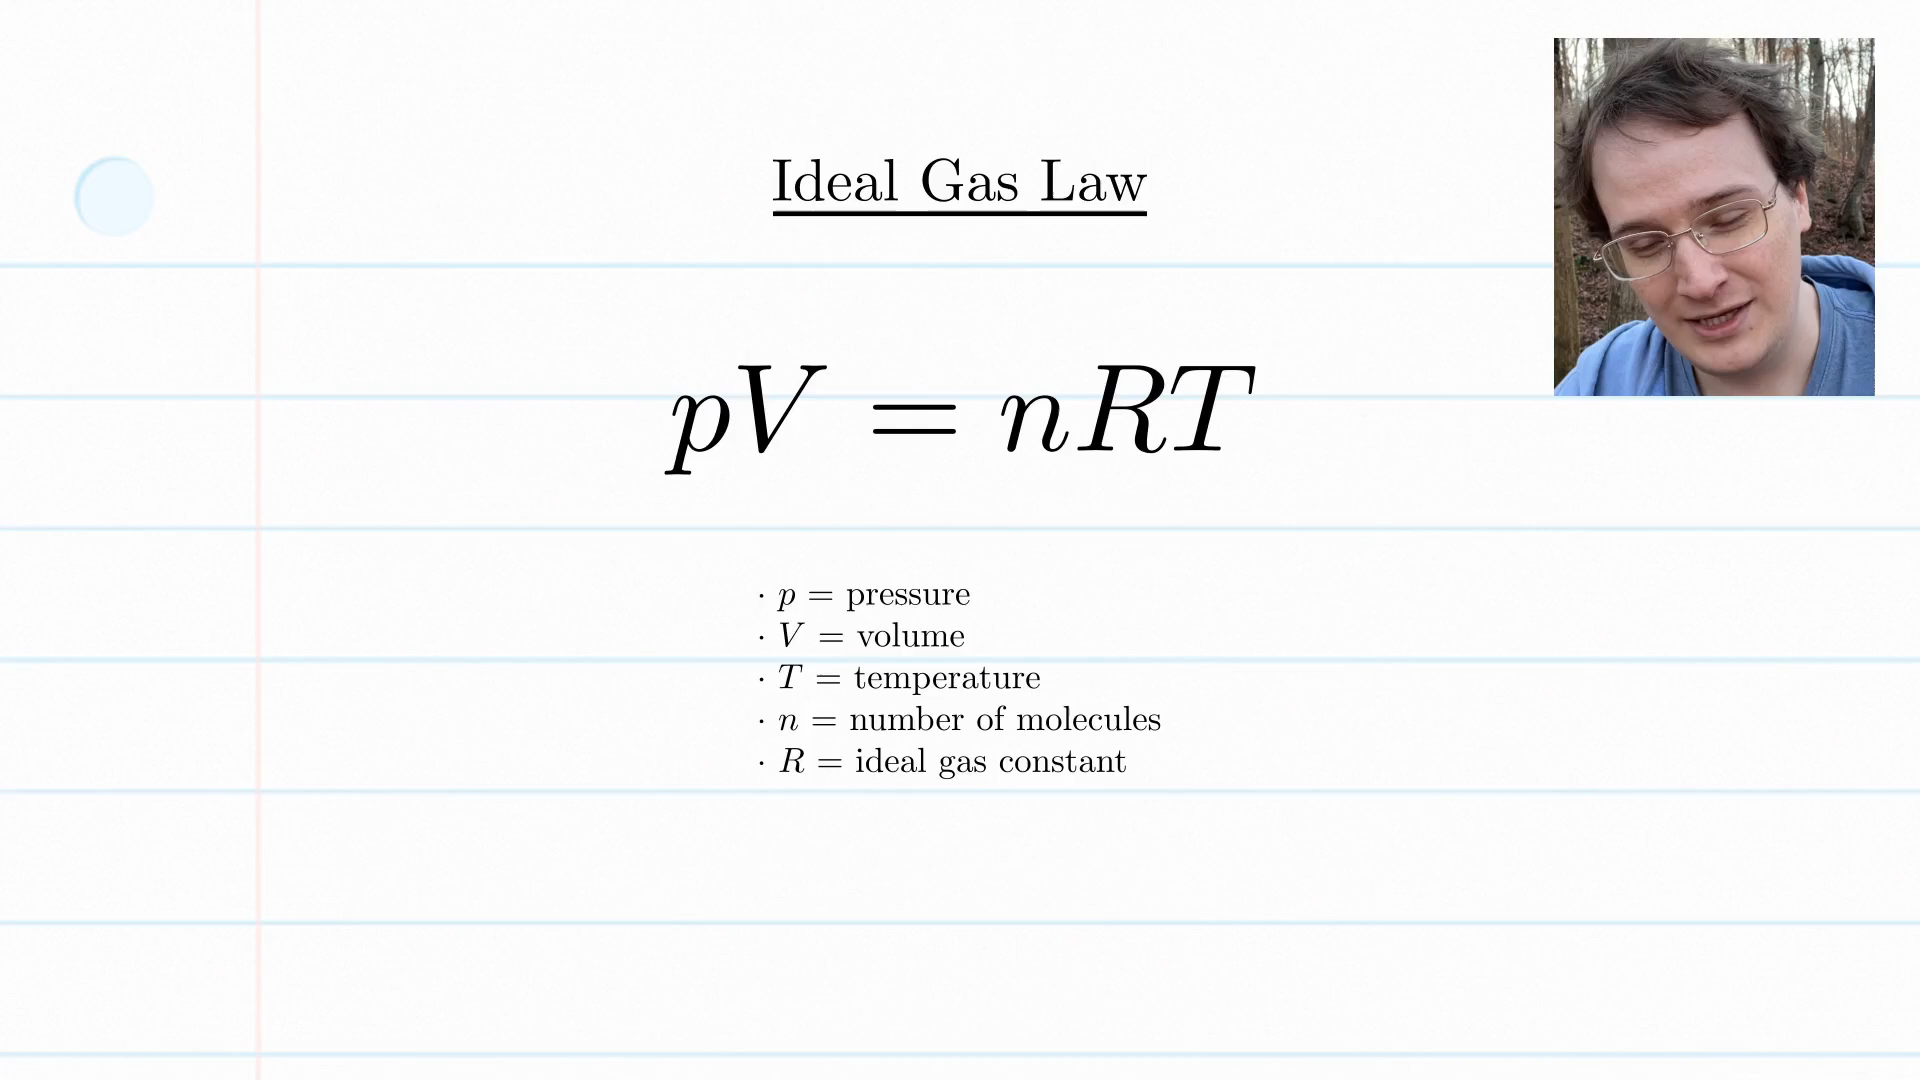 Ideal Gas Law
pV = nRT
· p = pressure
· V = volume
· T = temperature
· n = number of molecules
· R = ideal gas constant